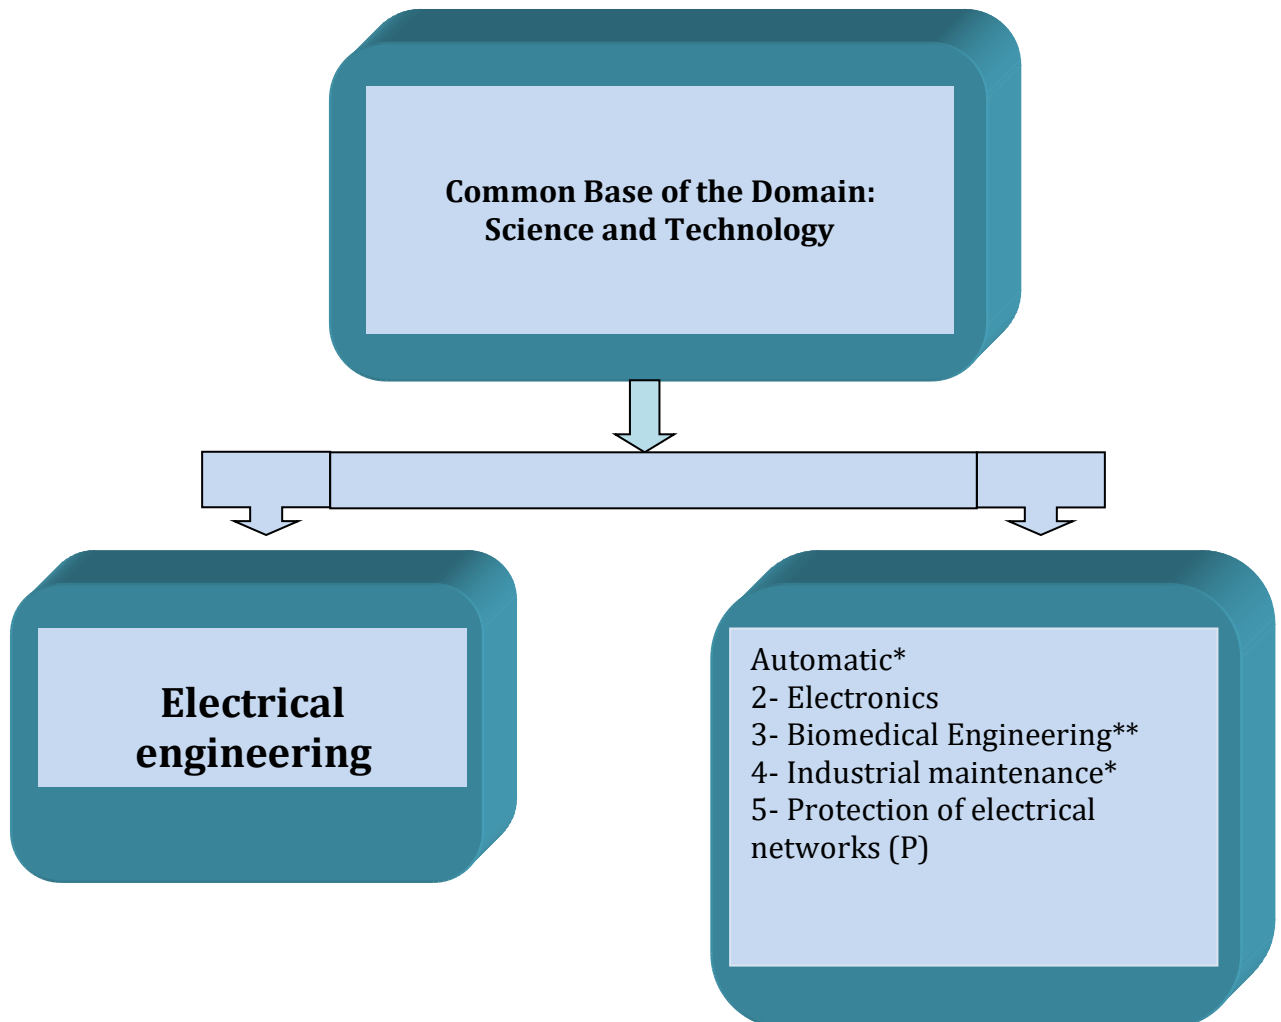 Common Base of the Domain:
Science and Technology
Electrical
engineering
Automatic*
2- Electronics
3- Biomedical Engineering**
4- Industrial maintenance*
5- Protection of electrical
networks (P)